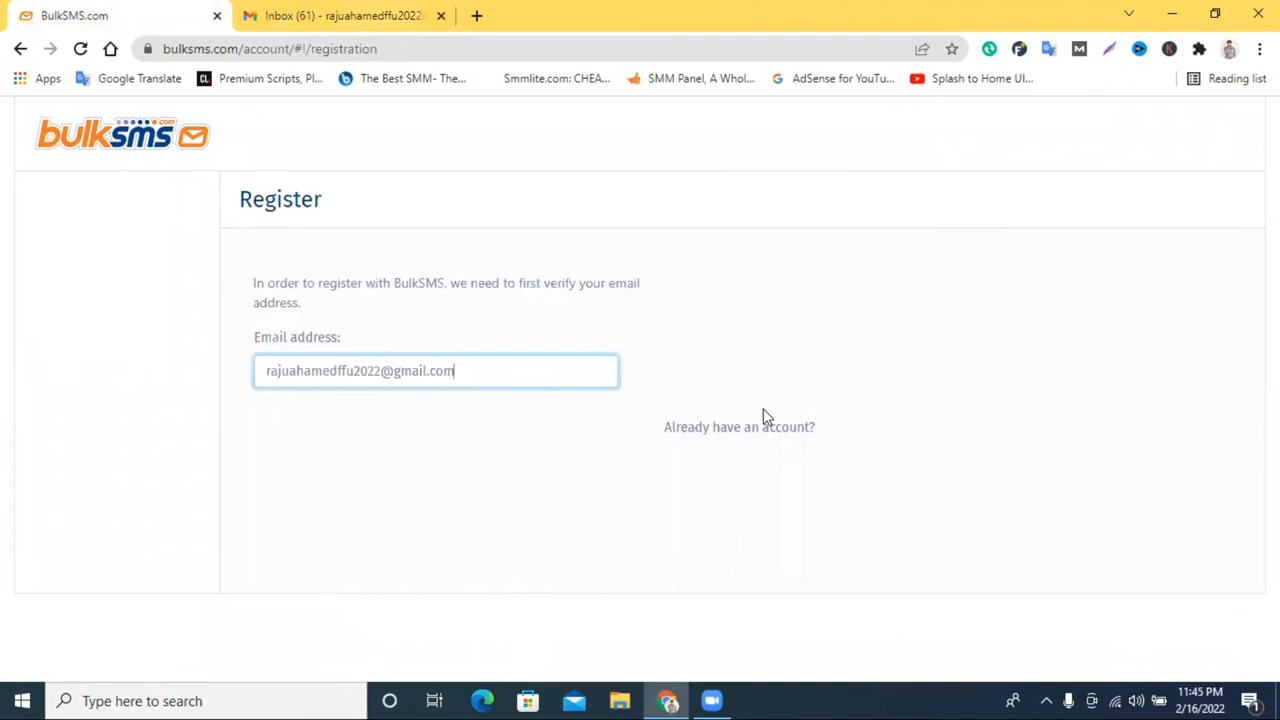 BulkSMS.com
Inbox (61) - rajuahamedffu2022
bulksms.com/account/#!/registration
Apps
Google Translate
CL
Premium Scripts, Pl...
The Best SMM- The...
Smmlite.com: CHEA...
SMM Panel, A Whol...
AdSense for YouTu...
Splash to Home UI...
Reading list
bulksms
.com
Register
In order to register with BulkSMS, we need to first verify your email
address.
Email address:
rajuahamedffu2022@gmail.com
Already have an account?
Type here to search
11:45 PM
2/16/2022
1